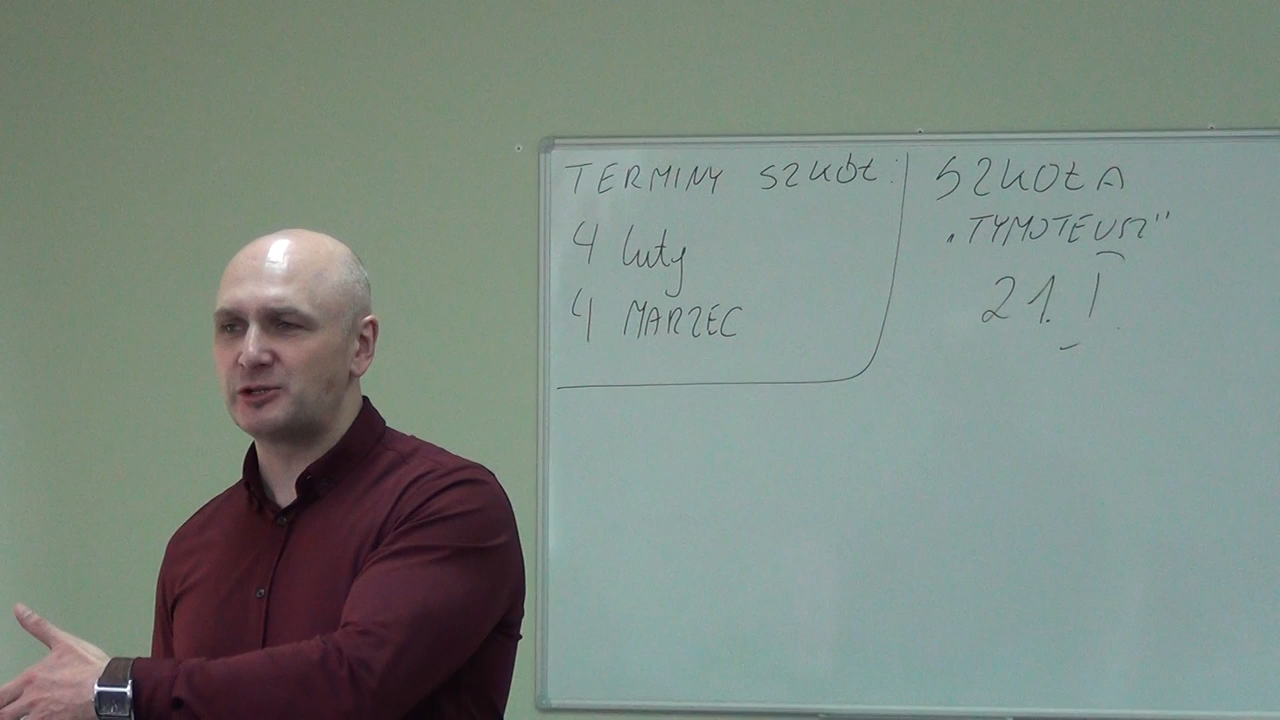 TERMINY SZKÓŁ:
4 luty
4 MARZEC
SZKOŁA
„TYMOTEUSZ"
21. I